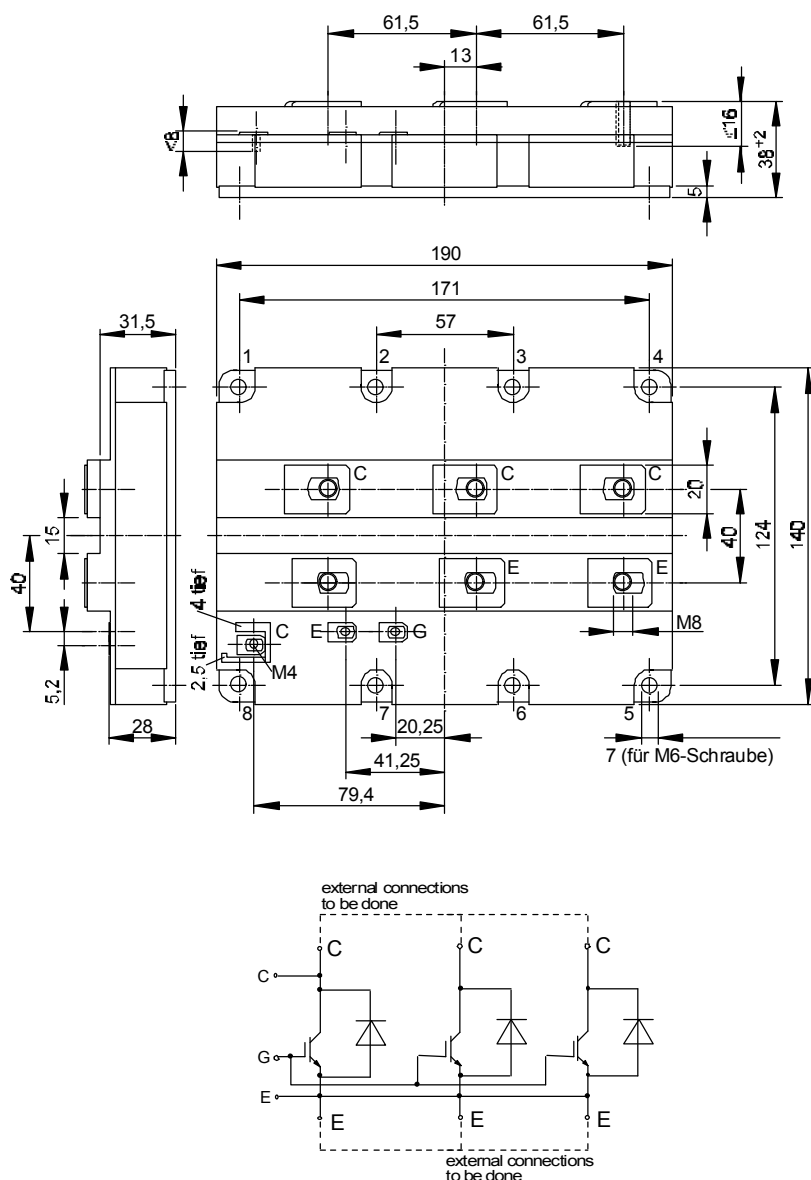 61,5
61,5
13
<8
16
38+2
5
190
171
57
31,5
1
2
3
4
C
C
C
20
40
124
140
15
40
5,2
E
E
4 tief
2,5 tief
C
E
G
M4
M8
8
7
6
5
28
20,25
41,25
79,4
7 (für M6-Schraube)
external connections
to be done
C
C
C
C
G
E
E
E
E
external connections
to be done